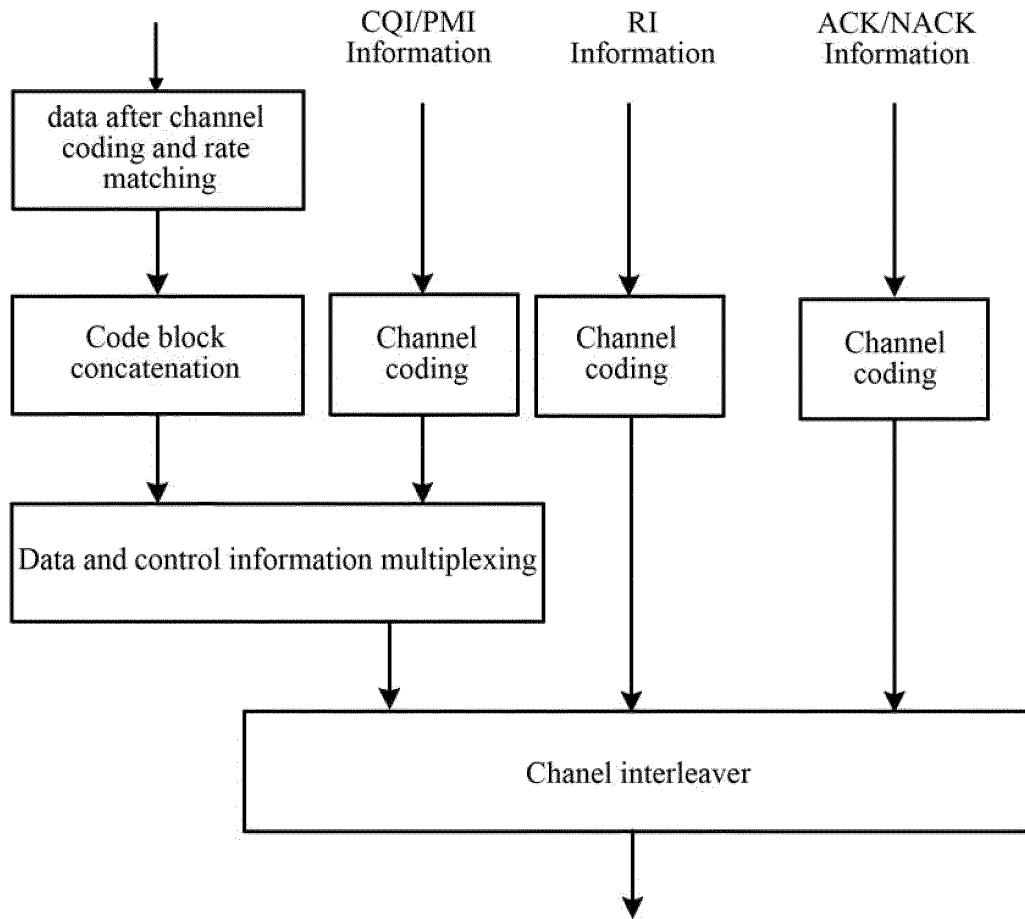 CQI/PMI
Information
RI
Information
ACK/NACK
Information
data after channel
coding and rate
matching
Code block
concatenation
Channel
coding
Channel
coding
Channel
coding
Data and control information multiplexing
Chanel interleaver